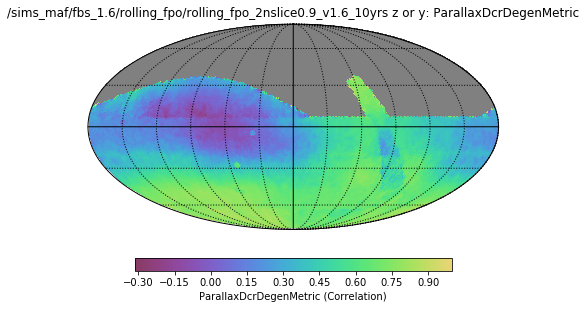 /sims_maf/fbs_1.6/rolling_fpo/rolling_fpo_2nslice0.9_v1.6_10yrs z or y: ParallaxDcrDegenMetric
−0.30 −0.15 0.00 0.15 0.30 0.45 0.60 0.75 0.90
ParallaxDcrDegenMetric (Correlation)